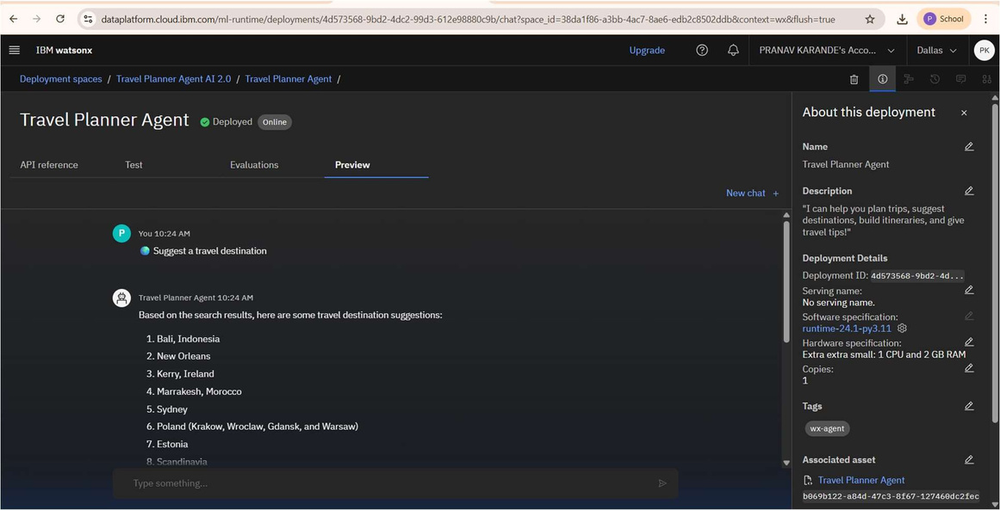 dataplatform.cloud.ibm.com/ml-runtime/deployments/4d573568-9bd2-4dc2-99d3-612e98880c9b/chat?space_id=38da1f86-a3bb-4ac7-8ae6-edb2c8502ddb&context=wx&flush=true
P School
IBM watsonx
Upgrade
PRANAV KARANDE's Acco...
Dallas
PK
Deployment spaces / Travel Planner Agent AI 2.0 / Travel Planner Agent /
Travel Planner Agent
Deployed
Online
API reference
Test
Evaluations
Preview
New chat +
P
You 10:24 AM
Suggest a travel destination
Travel Planner Agent 10:24 AM
Based on the search results, here are some travel destination suggestions:
1. Bali, Indonesia
2. New Orleans
3. Kerry, Ireland
4. Marrakesh, Morocco
5. Sydney
6. Poland (Krakow, Wroclaw, Gdansk, and Warsaw)
7. Estonia
8. Scandinavia
Type something...
About this deployment
Name
Travel Planner Agent
Description
"I can help you plan trips, suggest
destinations, build itineraries, and give
travel tips!"
Deployment Details
Deployment ID: 4d573568-9bd2-4d...
Serving name:
No serving name.
Software specification:
runtime-24.1-py3.11
Hardware specification:
Extra extra small: 1 CPU and 2 GB RAM
Copies:
1
Tags
wx-agent
Associated asset
Travel Planner Agent
b069b122-a84d-47c3-8f67-127460dc2fec